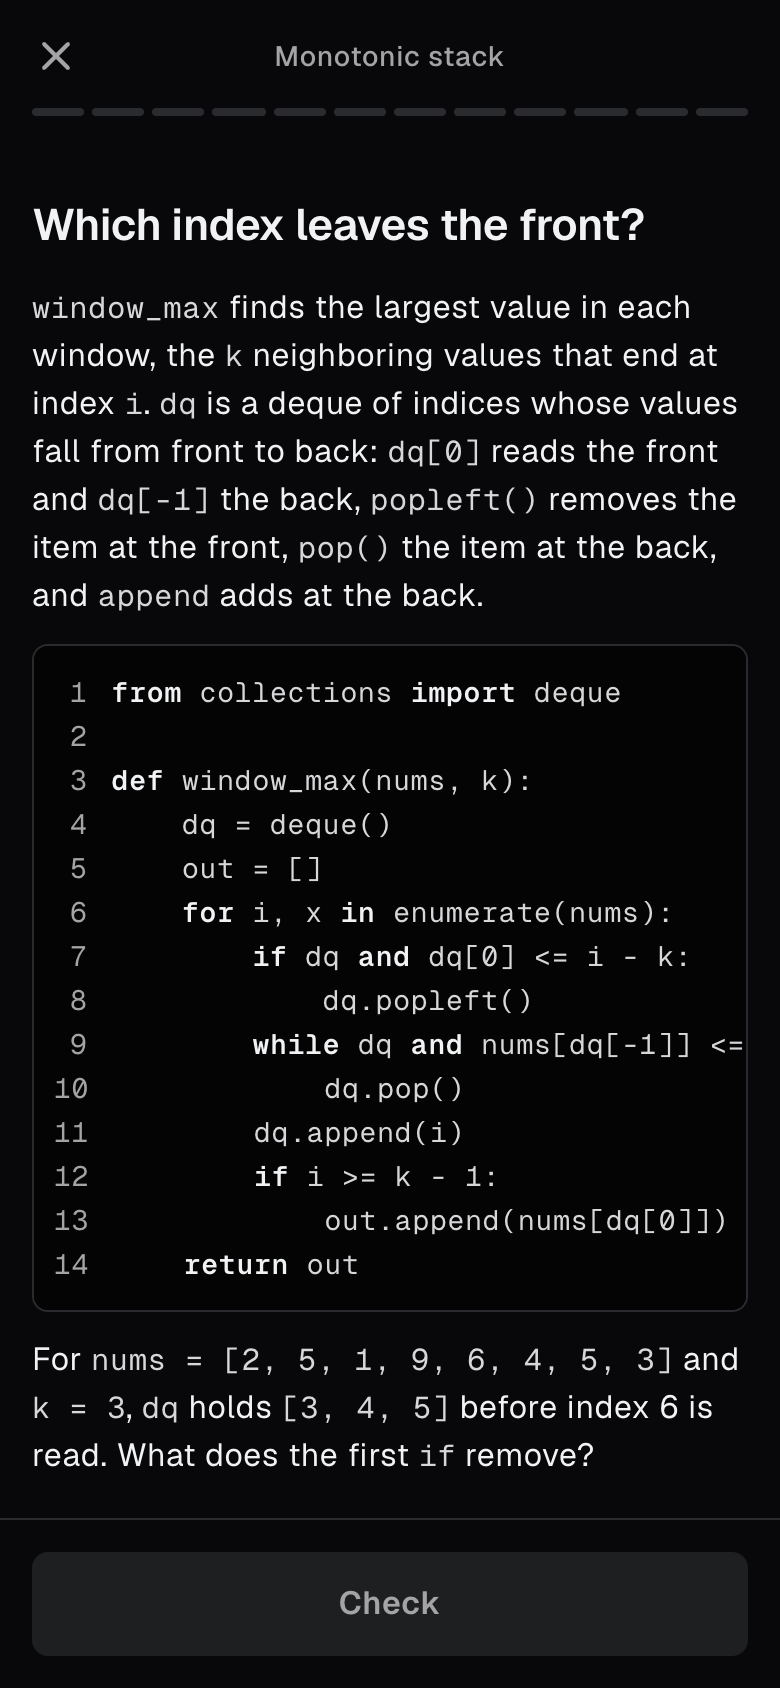 Monotonic stack
Which index leaves the front?
window_max finds the largest value in each
window, the k neighboring values that end at
index i. dq is a deque of indices whose values
fall from front to back: dq[0] reads the front
and dq[-1] the back, popleft() removes the
item at the front, pop() the item at the back,
and append adds at the back.
1 from collections import deque
2
3 def window_max(nums, k):
4     dq = deque()
5     out = []
6     for i, x in enumerate(nums):
7         if dq and dq[0] <= i - k:
8             dq.popleft()
9         while dq and nums[dq[-1]] <=
10             dq.pop()
11         dq.append(i)
12         if i >= k - 1:
13             out.append(nums[dq[0]])
14     return out
For nums = [2, 5, 1, 9, 6, 4, 5, 3] and
k = 3, dq holds [3, 4, 5] before index 6 is
read. What does the first if remove?
Check